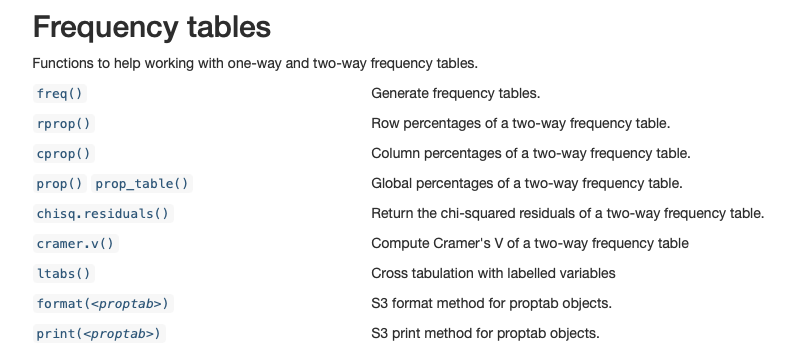 Frequency tables
Functions to help working with one-way and two-way frequency tables.
freq() Generate frequency tables.
rprop() Row percentages of a two-way frequency table.
cprop() Column percentages of a two-way frequency table.
prop() prop_table() Global percentages of a two-way frequency table.
chisq.residuals() Return the chi-squared residuals of a two-way frequency table.
cramer.v() Compute Cramer's V of a two-way frequency table
ltabs() Cross tabulation with labelled variables
format(<proptab>) S3 format method for proptab objects.
print(<proptab>) S3 print method for proptab objects.